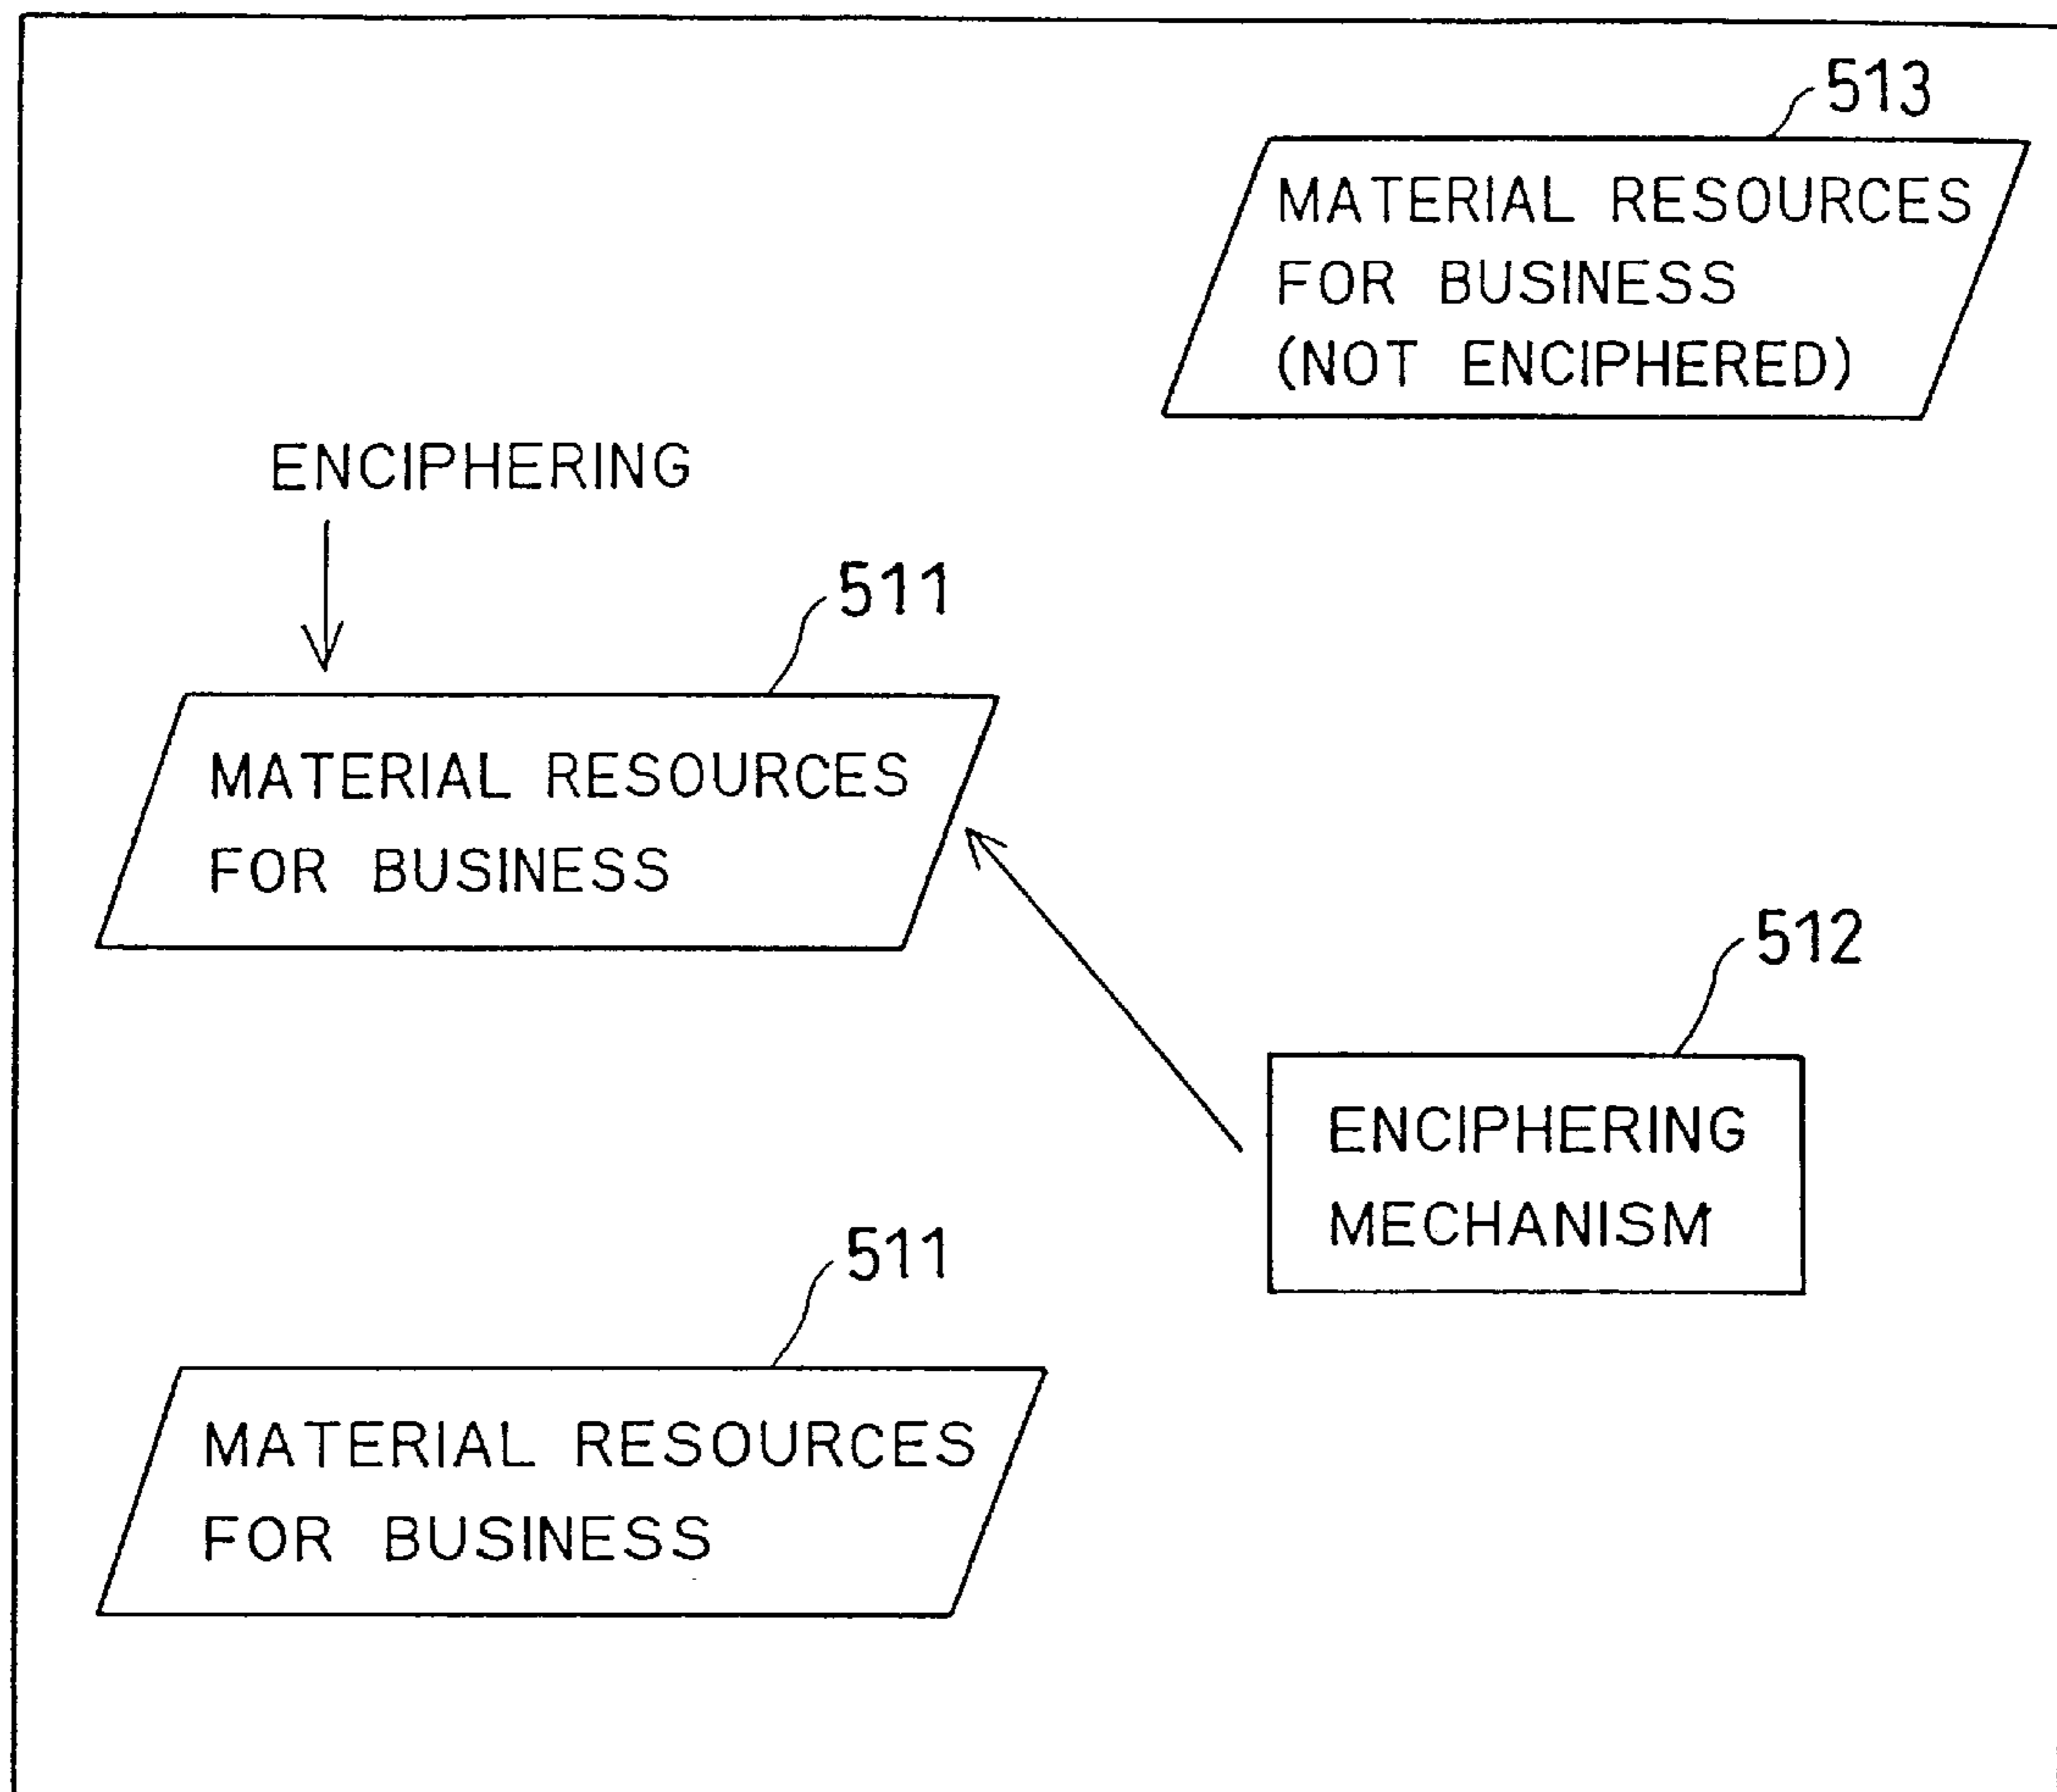 513
MATERIAL RESOURCES
FOR BUSINESS
(NOT ENCIPHERED)
ENCIPHERING
511
MATERIAL RESOURCES
FOR BUSINESS
512
ENCIPHERING
MECHANISM
511
MATERIAL RESOURCES
FOR BUSINESS